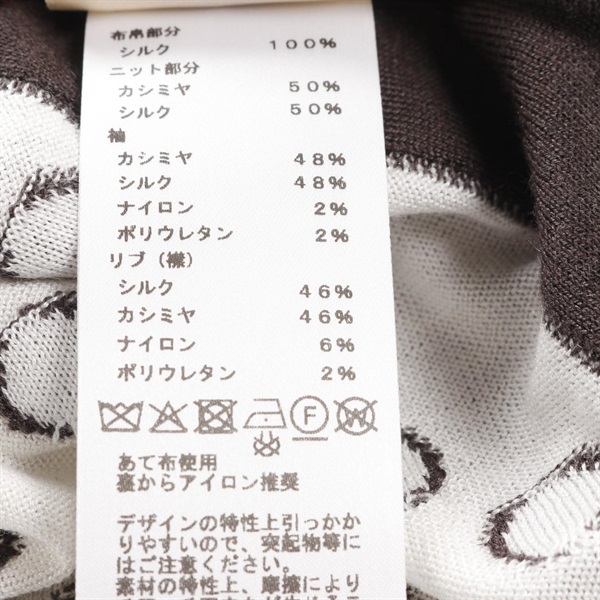 布帛部分
シルク 100%
ニット部分
カシミヤ 50%
シルク 50%
袖
カシミヤ 48%
シルク 48%
ナイロン 2%
ポリウレタン 2%
リブ（襟）
シルク 46%
カシミヤ 46%
ナイロン 6%
ポリウレタン 2%
F W
あて布使用
裏からアイロン推奨
デザインの特性上引っかか
りやすいので、突起物等に
はご注意ください。
素材の特性上、摩擦により